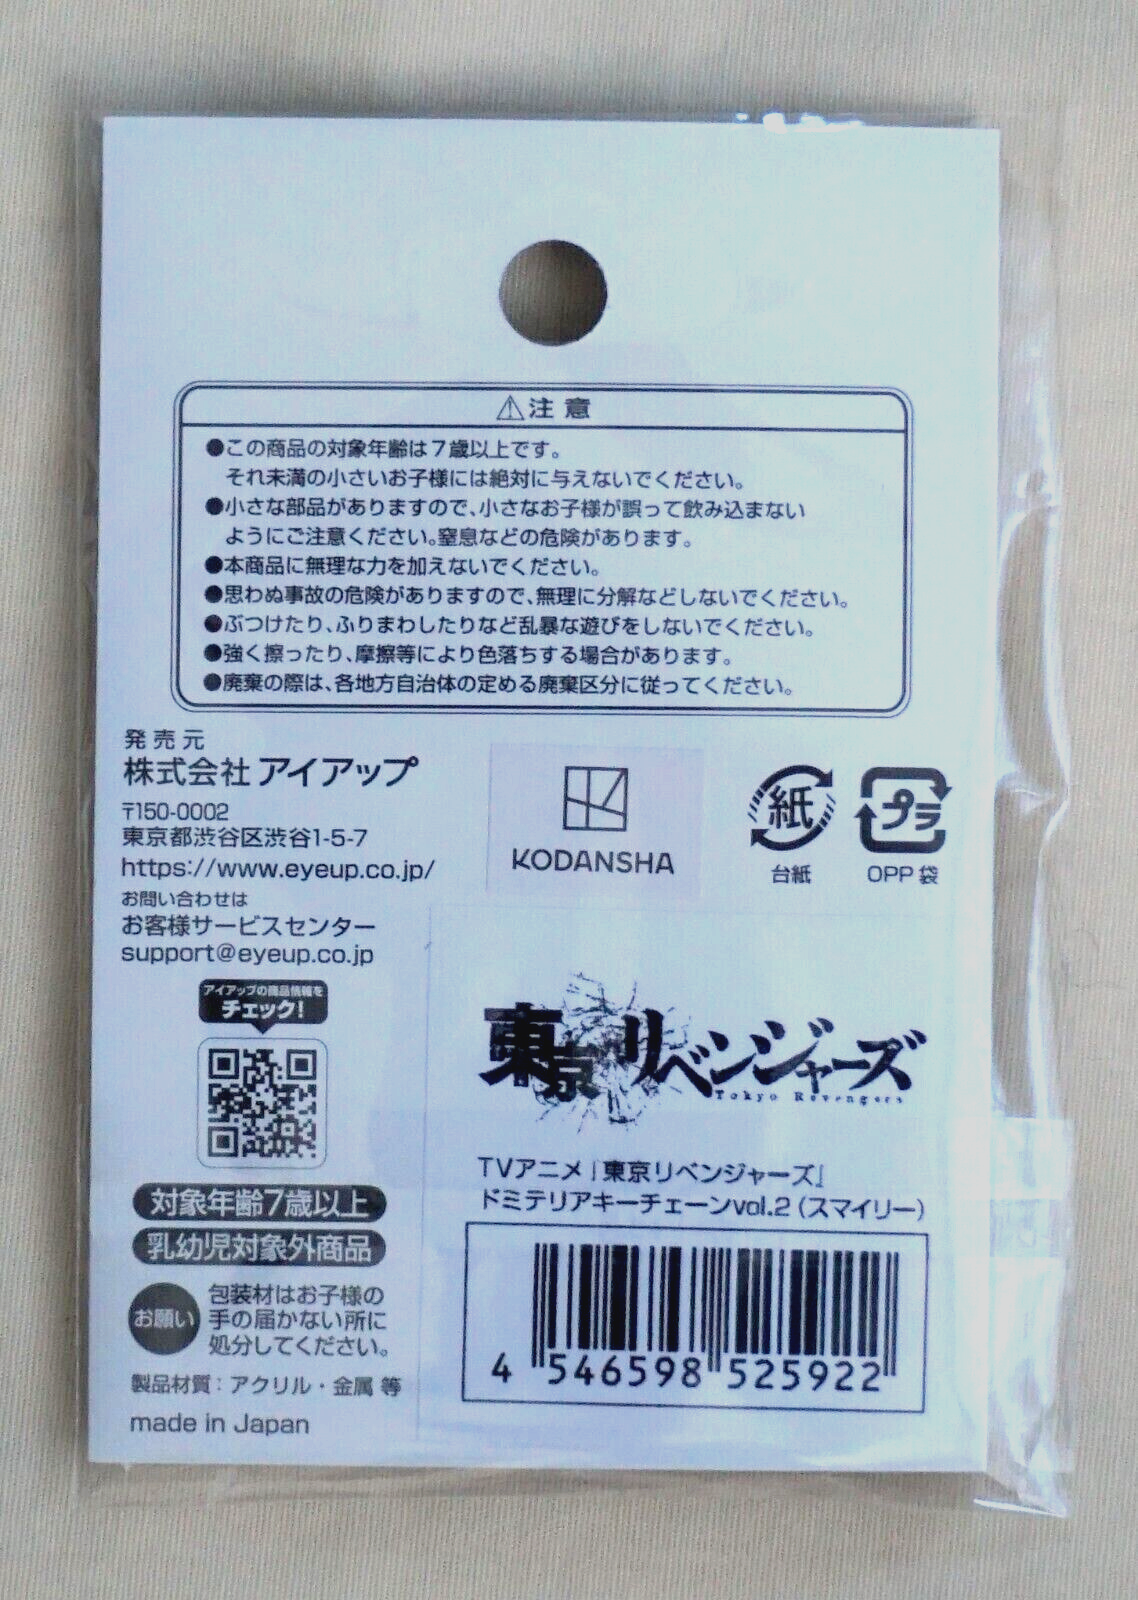 ⚠注意
●この商品の対象年齢は7歳以上です。
それ未満の小さいお子様には絶対に与えないでください。
●小さな部品がありますので、小さなお子様が誤って飲み込まない
ようにご注意ください。窒息などの危険があります。
●本商品に無理な力を加えないでください。
●思わぬ事故の危険がありますので、無理に分解などしないでください。
●ぶつけたり、ふりまわしたりなど乱暴な遊びをしないでください。
●強く擦ったり、摩擦等により色落ちする場合があります。
●廃棄の際は、各地方自治体の定める廃棄区分に従ってください。
発売元
株式会社 アイアップ
〒150-0002
東京都渋谷区渋谷1-5-7
https://www.eyeup.co.jp/
お問い合わせは
お客様サービスセンター
support@eyeup.co.jp
アイアップの商品情報を
チェック!
対象年齢7歳以上
乳幼児対象外商品
お願い
包装材はお子様の
手の届かない所に
処分してください。
製品材質：アクリル・金属 等
made in Japan
KODANSHA
紙
台紙
プラ
OPP 袋
東京リベンジャーズ
Tokyo Revengers
TVアニメ『東京リベンジャーズ』
ドミテリアキーチェーンvol.2（スマイリー）
4 546598 525922